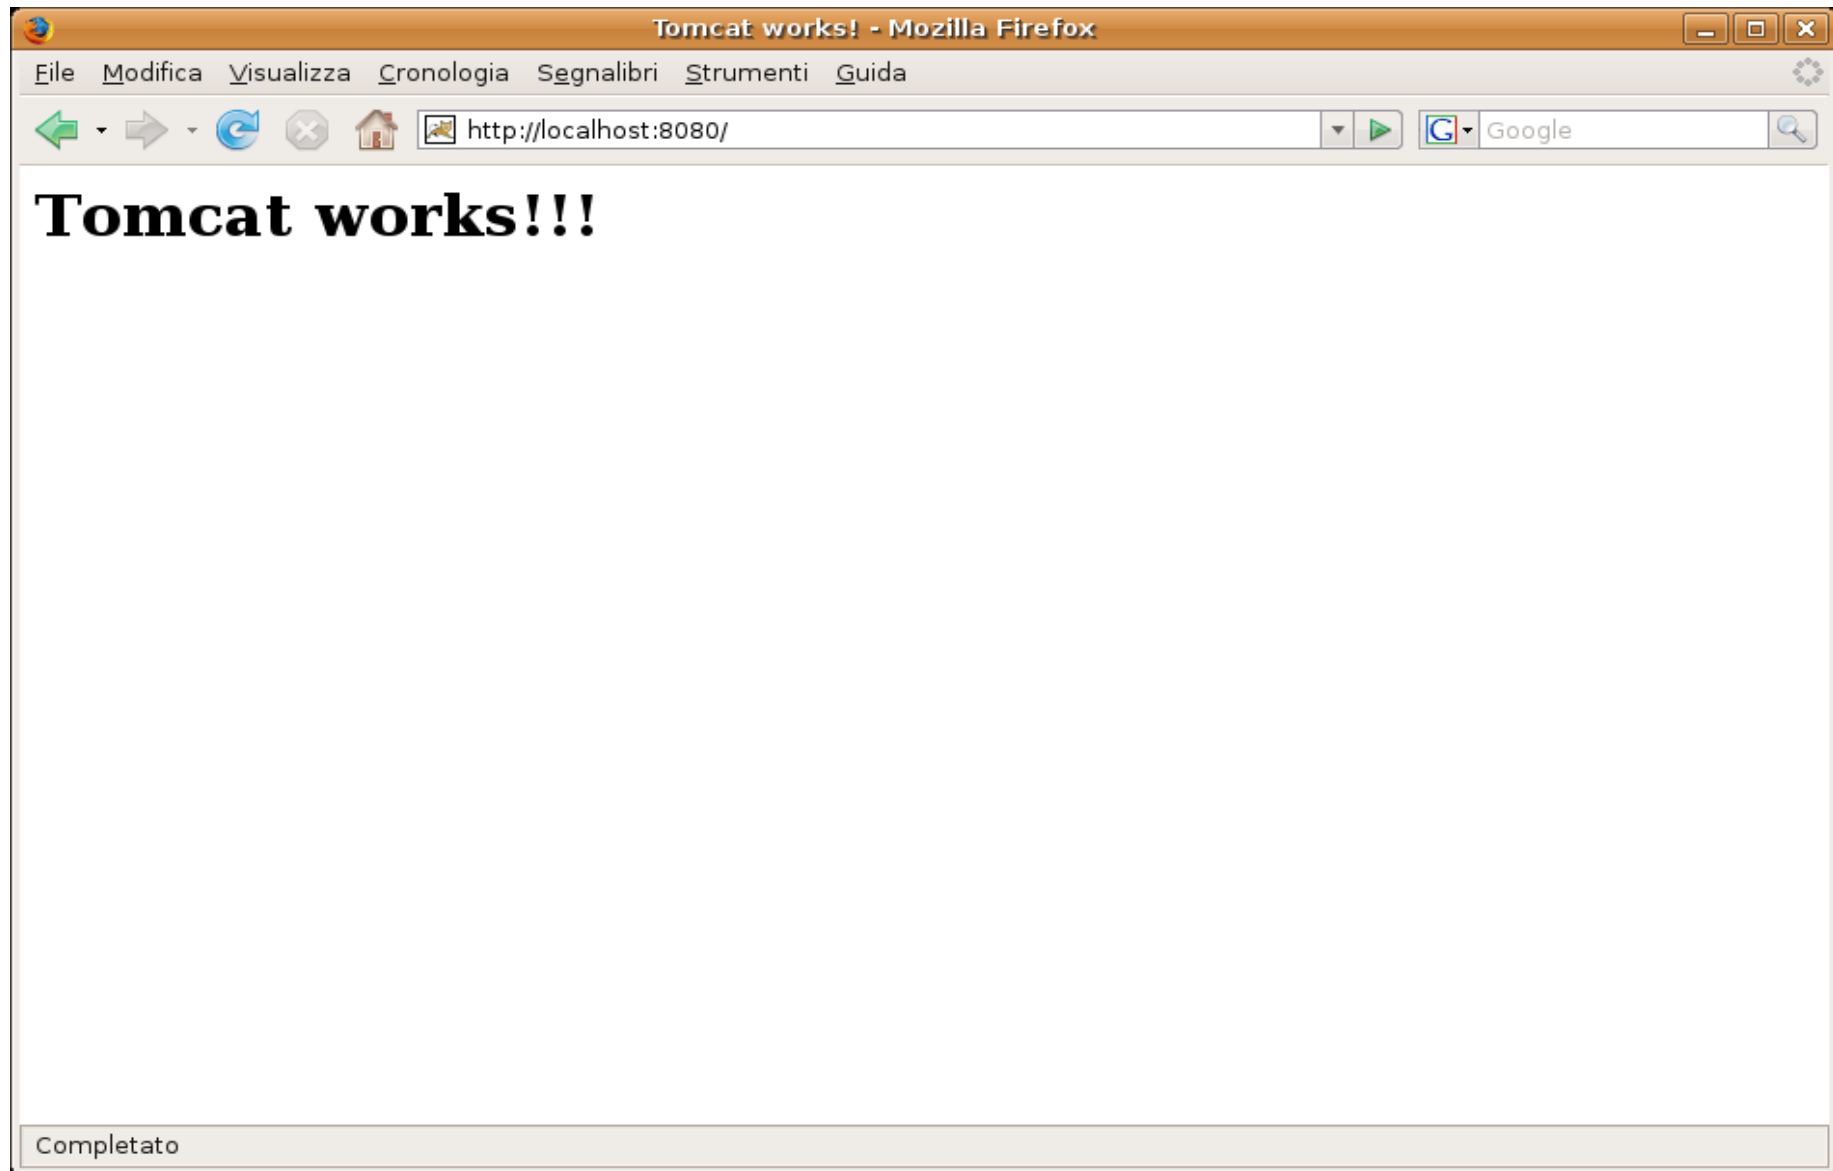 Tomcat works! - Mozilla Firefox
File Modifica Visualizza Cronologia Segnalibri Strumenti Guida
http://localhost:8080/ G Google
Tomcat works!!!
Completato